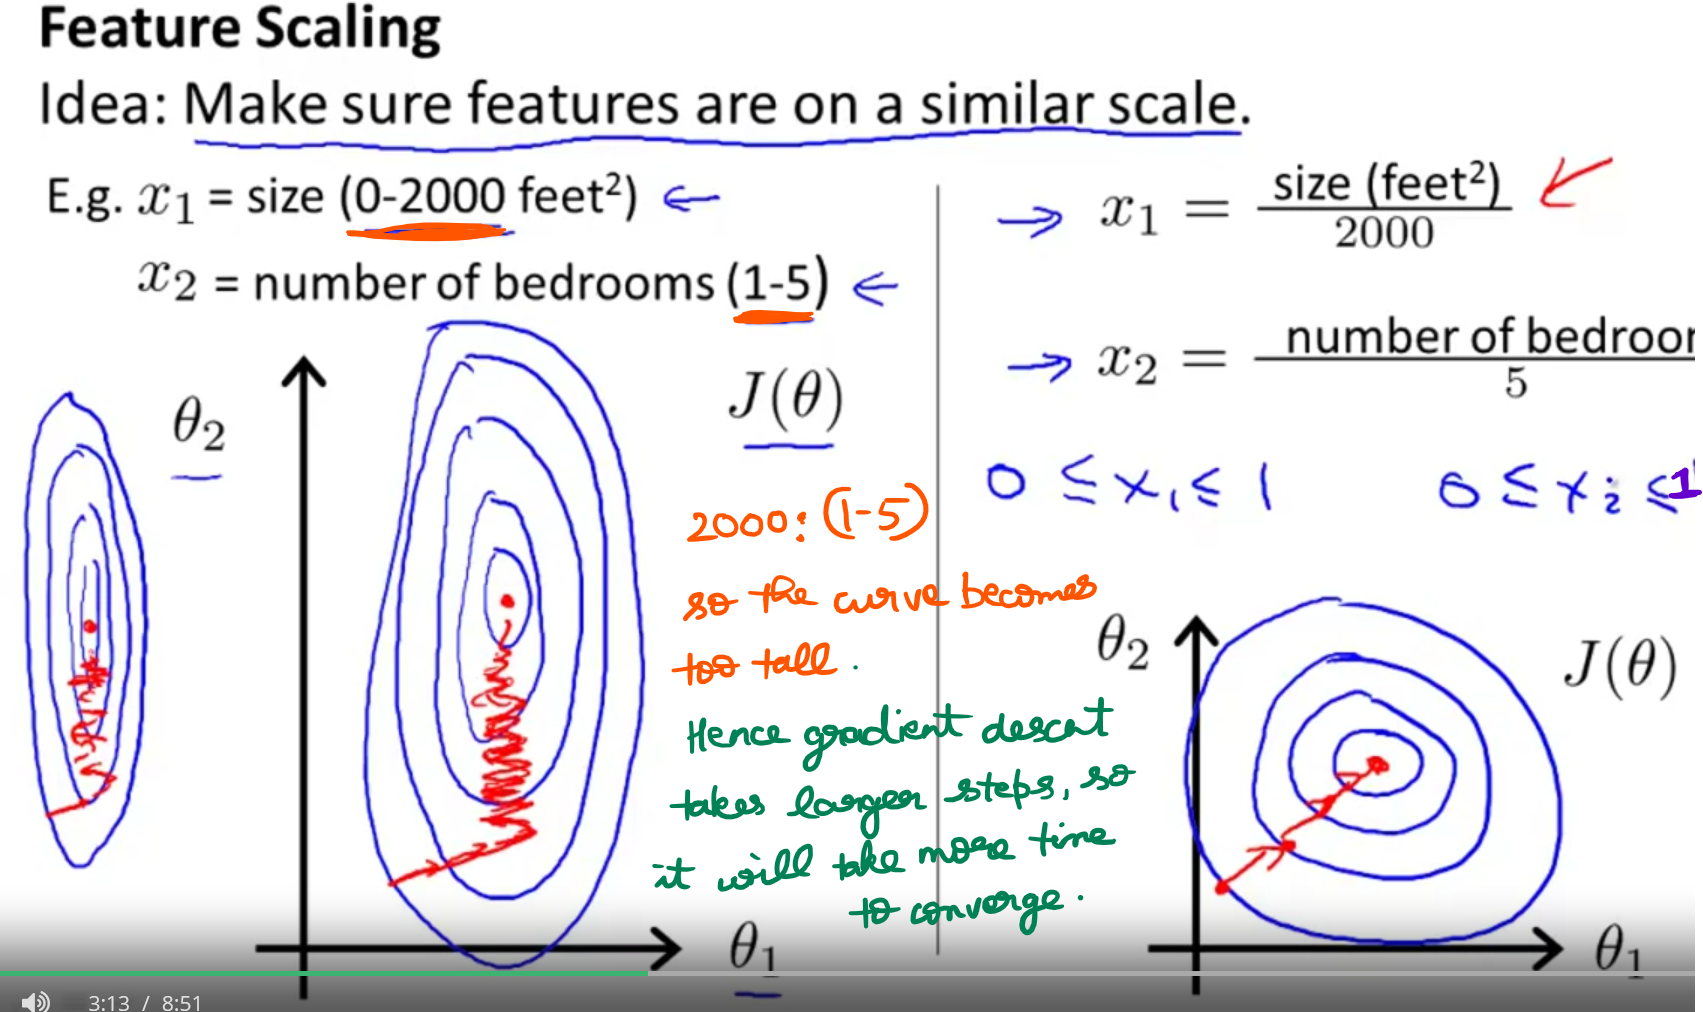 Feature Scaling
Idea: Make sure features are on a similar scale.
E.g. x₁ = size (0-2000 feet²) ←
x₂ = number of bedrooms (1-5) ←
θ₂
J(θ)
2000: (1-5)
so the curve becomes
too tall.
Hence gradient descat
takes larger steps, so
it will take more time
to converge.
θ₁
→ x₁ = size (feet²) / 2000
→ x₂ = number of bedroor / 5
0 ≤ x₁ ≤ 1 0 ≤ x₂ ≤ 1
θ₂
J(θ)
θ₁
3:13 / 8:51